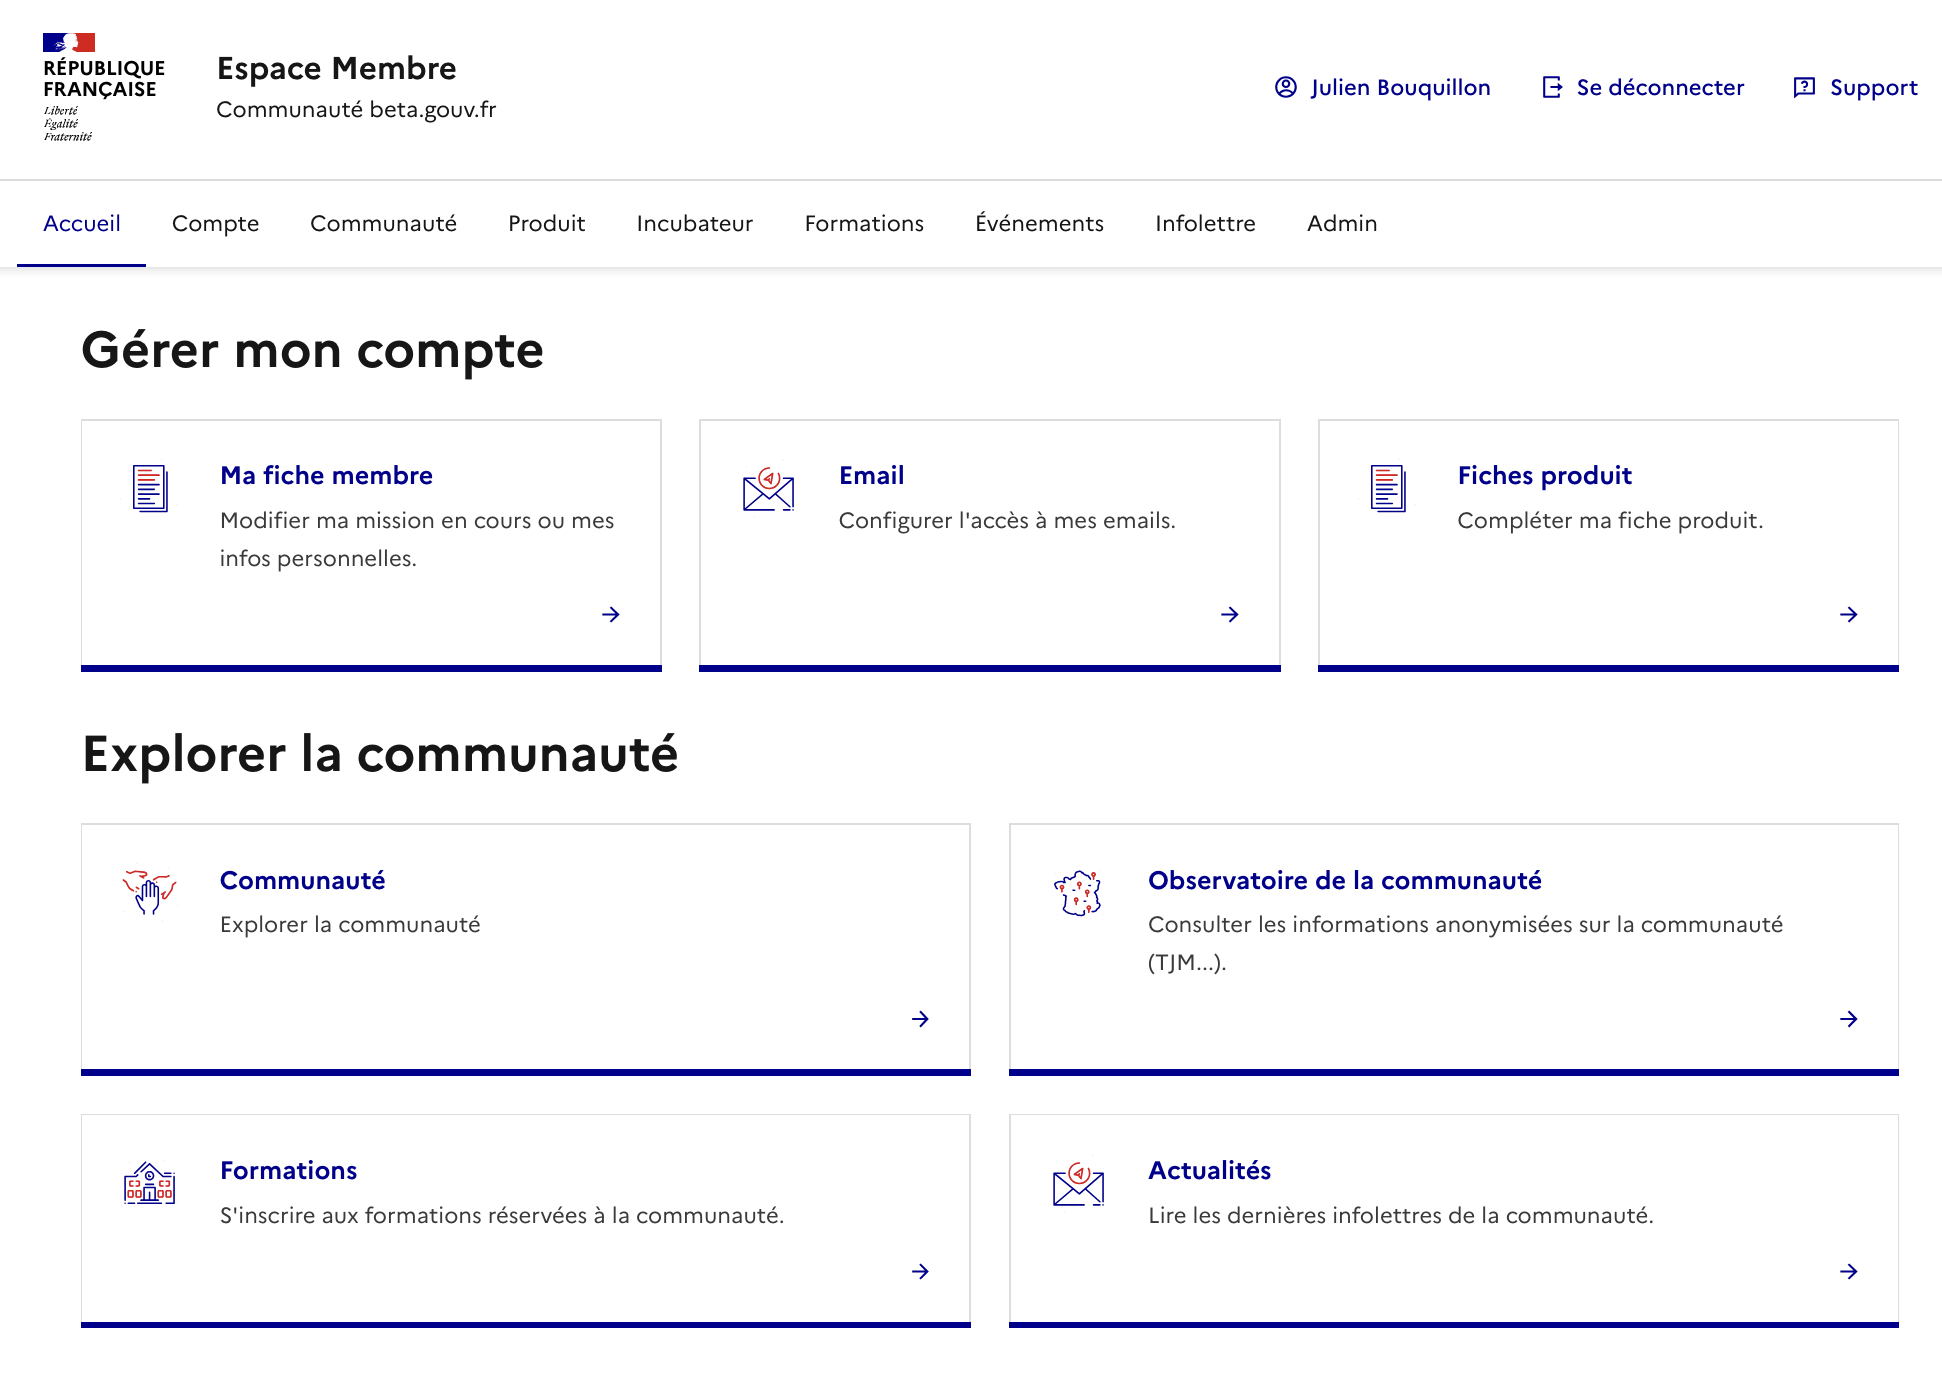 RÉPUBLIQUE
FRANÇAISE
Liberté
Égalité
Fraternité
Espace Membre
Communauté beta.gouv.fr
Julien Bouquillon
Se déconnecter
Support
Accueil Compte Communauté Produit Incubateur Formations Événements Infolettre Admin
Gérer mon compte
Ma fiche membre
Modifier ma mission en cours ou mes
infos personnelles.
Email
Configurer l'accès à mes emails.
Fiches produit
Compléter ma fiche produit.
Explorer la communauté
Communauté
Explorer la communauté
Observatoire de la communauté
Consulter les informations anonymisées sur la communauté
(TJM...).
Formations
S'inscrire aux formations réservées à la communauté.
Actualités
Lire les dernières infolettres de la communauté.